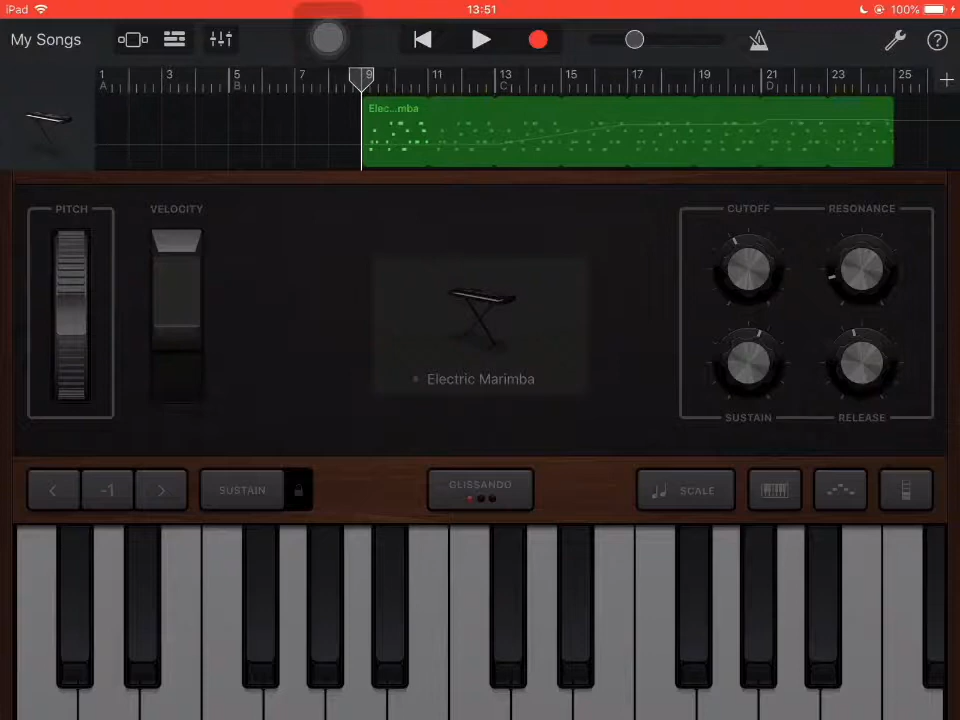 iPad 13:51 100%
My Songs
1 3 5 7 9 11 13 15 17 19 21 23 25
A B C D
Elec...mba
PITCH VELOCITY CUTOFF RESONANCE
Electric Marimba
SUSTAIN RELEASE
-1 SUSTAIN GLISSANDO SCALE